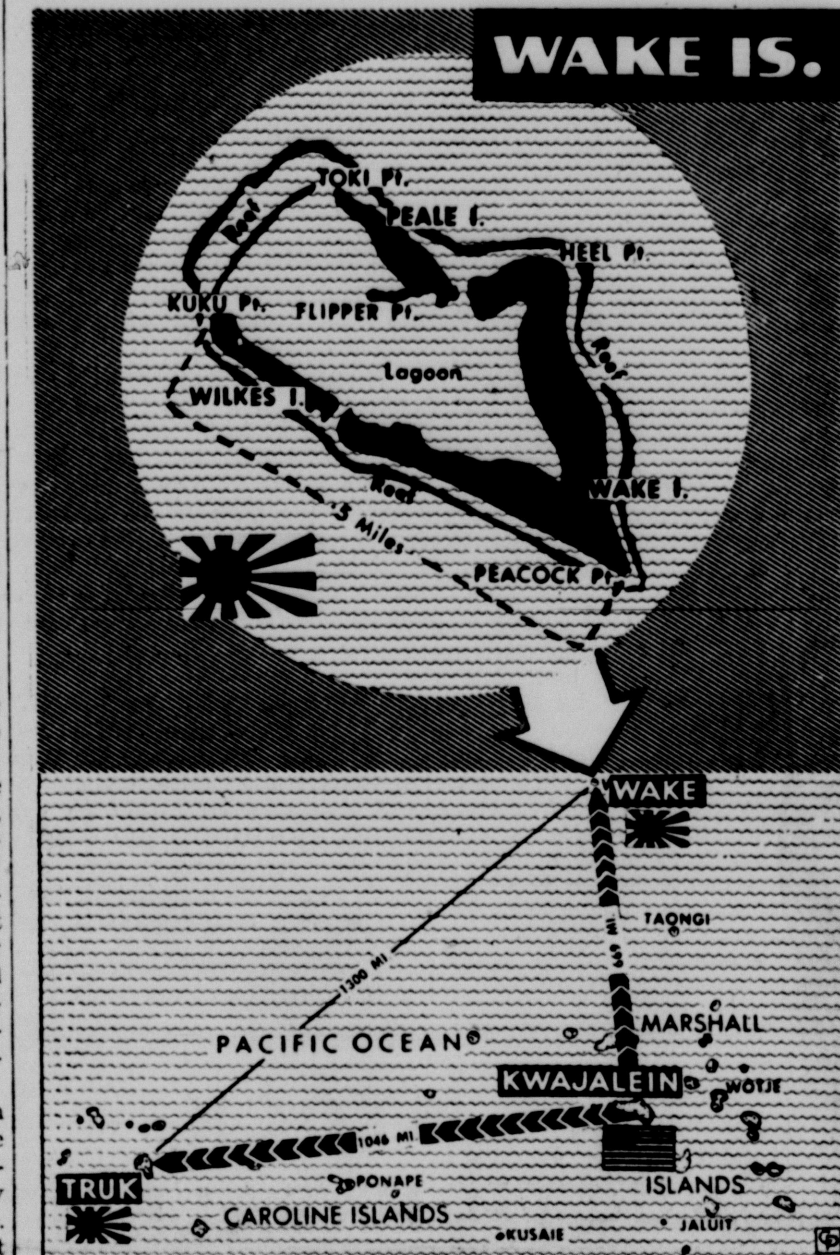 WAKE IS.
TOKI Pt.
Reef
PEALE I.
HEEL Pt.
KUKU Pt.
FLIPPER Pt.
Lagoon
Reef
WILKES I.
Reef
WAKE I.
5 Miles
PEACOCK Pt.
WAKE
TAONGI
669 MI.
1300 MI
PACIFIC OCEAN
MARSHALL
KWAJALEIN
WOTJE
1046 MI.
TRUK
PONAPE
ISLANDS
CAROLINE ISLANDS
JALUIT
KUSAIE